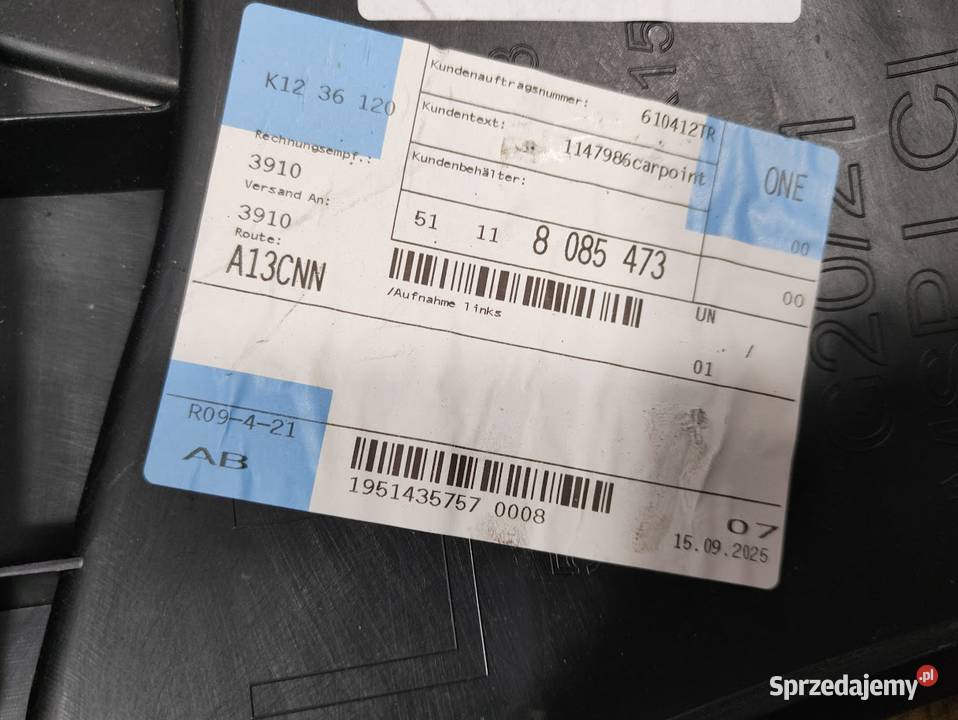 K12 36 120
Kundenauftragsnummer:
610412TR
Kundentext:
1147986carpoint
ONE
Kundenbehälter:
Rechnungsempf.:
3910
Versand An:
3910
Route:
A13CNN
00
51 11 8 085 473
00
/Aufnahme links
UN
/
01
R09-4-21
AB
1951435757 0008
07
15.09.2025
G20/21
Sprzedajemy.pl